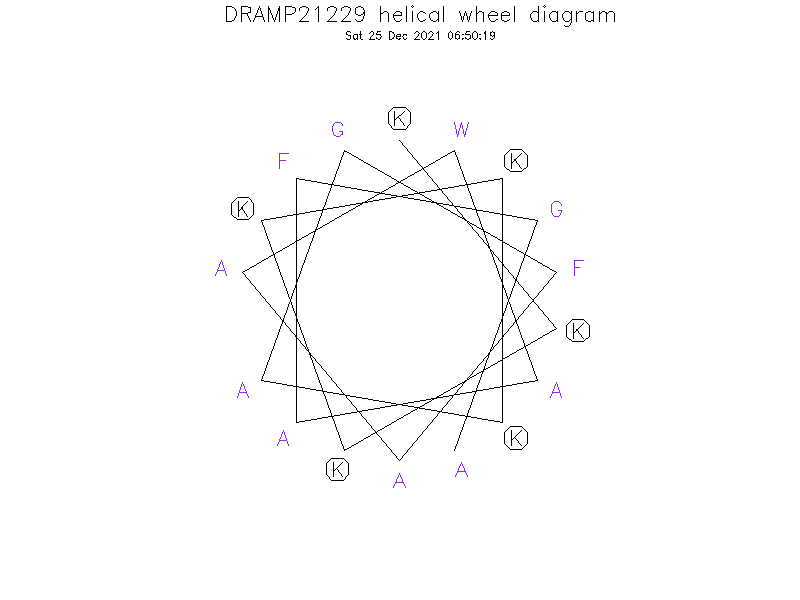 DRAMP21229 helical wheel diagram
Sat 25 Dec 2021 06:50:19
K
G W
F K
K G
A F
K
A A
A K
K A
A